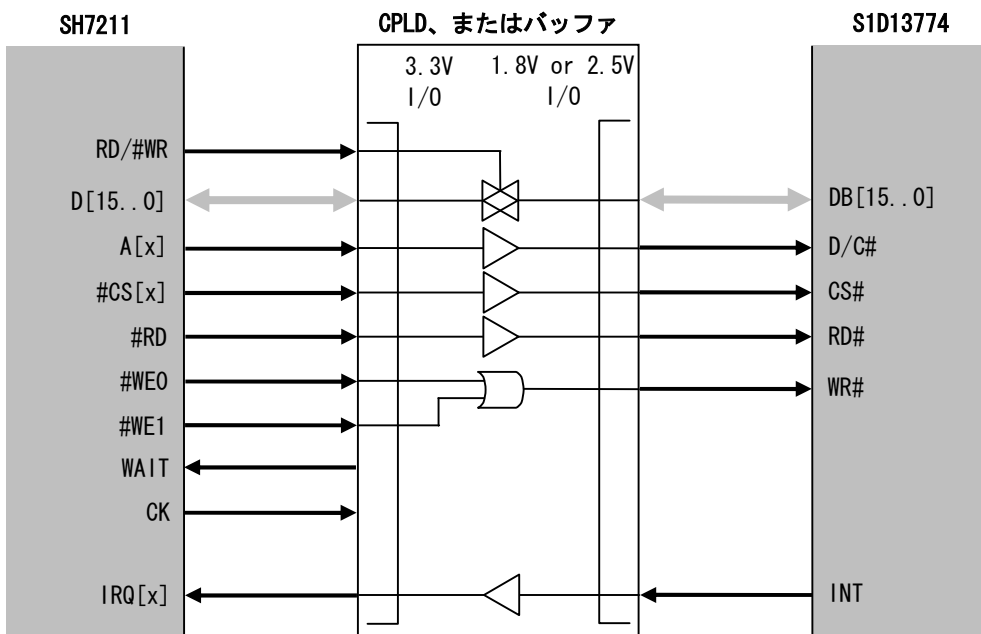 SH7211
CPLD、またはバッファ
S1D13774
3.3V 1.8V or 2.5V
I/O I/O
RD/#WR
D[15..0] DB[15..0]
A[x] D/C#
#CS[x] CS#
#RD RD#
#WE0 WR#
#WE1
WAIT
CK
IRQ[x] INT